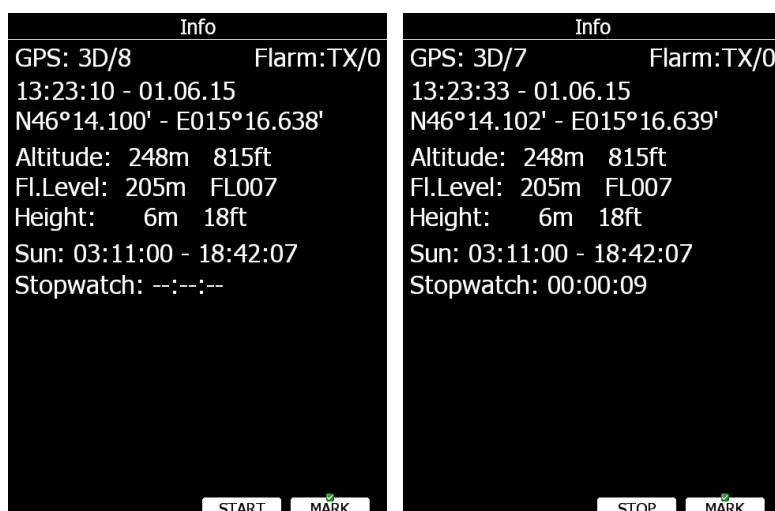 Info
GPS: 3D/8 Flarm:TX/0
13:23:10 - 01.06.15
N46°14.100' - E015°16.638'
Altitude: 248m 815ft
Fl.Level: 205m FL007
Height: 6m 18ft
Sun: 03:11:00 - 18:42:07
Stopwatch: --:--:--
START MARK
Info
GPS: 3D/7 Flarm:TX/0
13:23:33 - 01.06.15
N46°14.102' - E015°16.639'
Altitude: 248m 815ft
Fl.Level: 205m FL007
Height: 6m 18ft
Sun: 03:11:00 - 18:42:07
Stopwatch: 00:00:09
STOP MARK